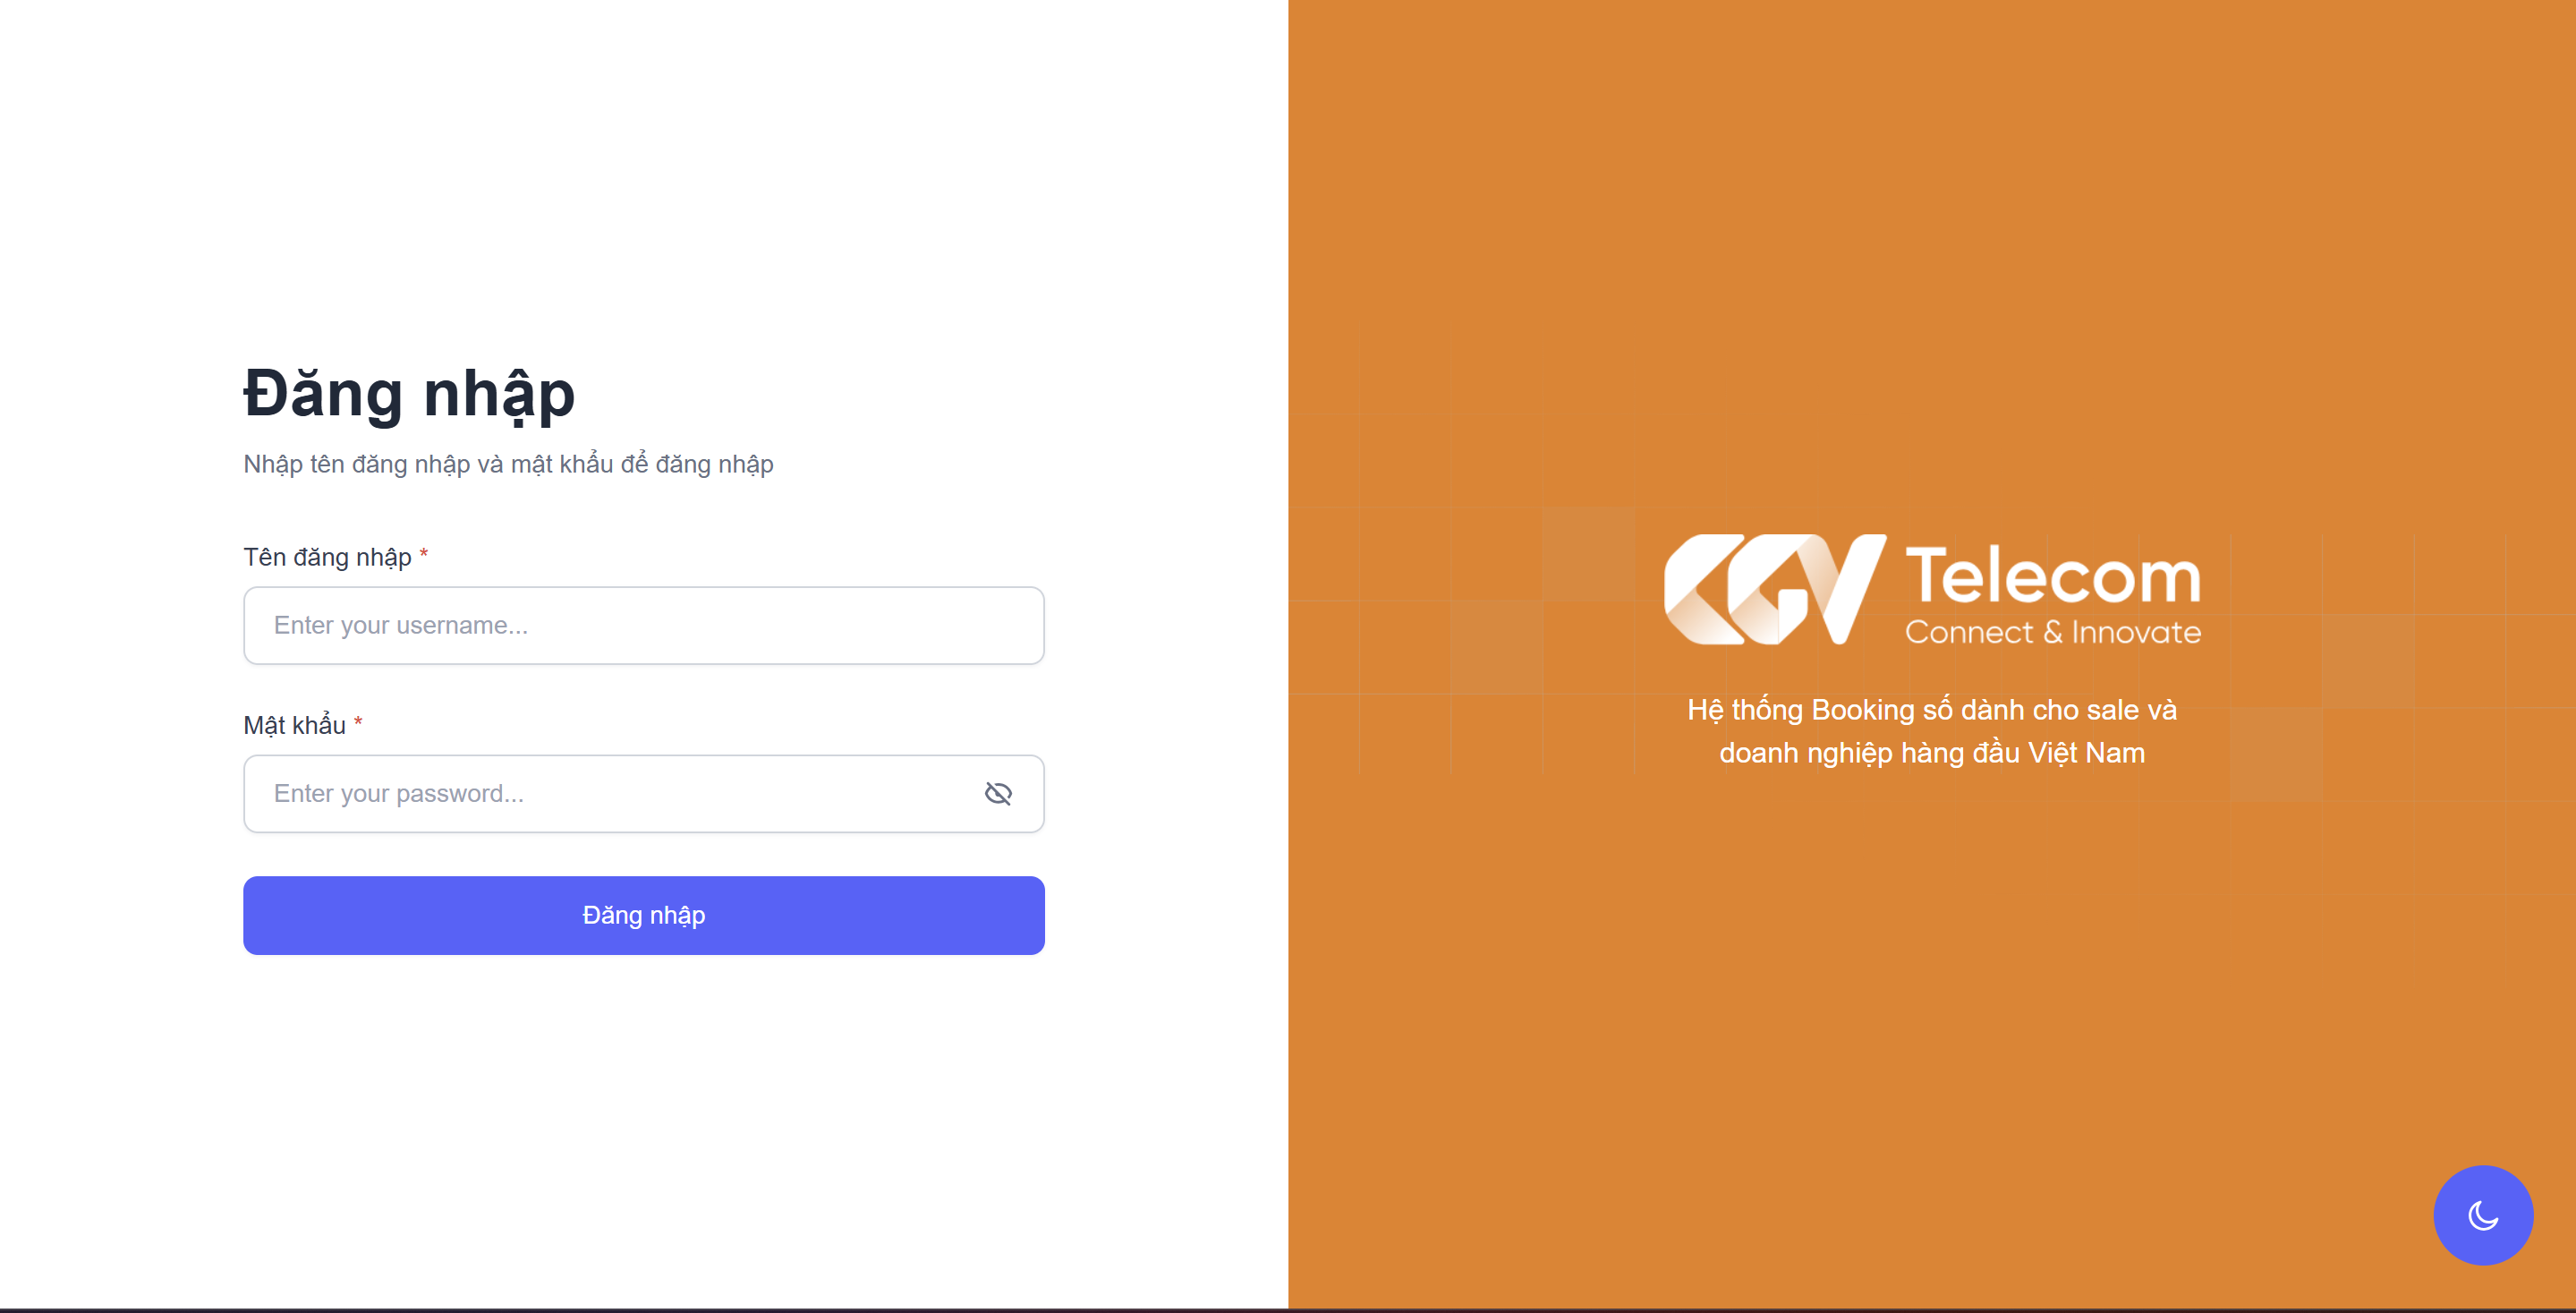 Đăng nhập
Nhập tên đăng nhập và mật khẩu để đăng nhập
Tên đăng nhập *
Enter your username...
Mật khẩu *
Enter your password...
Đăng nhập
CGV Telecom
Connect & Innovate
Hệ thống Booking số dành cho sale và
doanh nghiệp hàng đầu Việt Nam